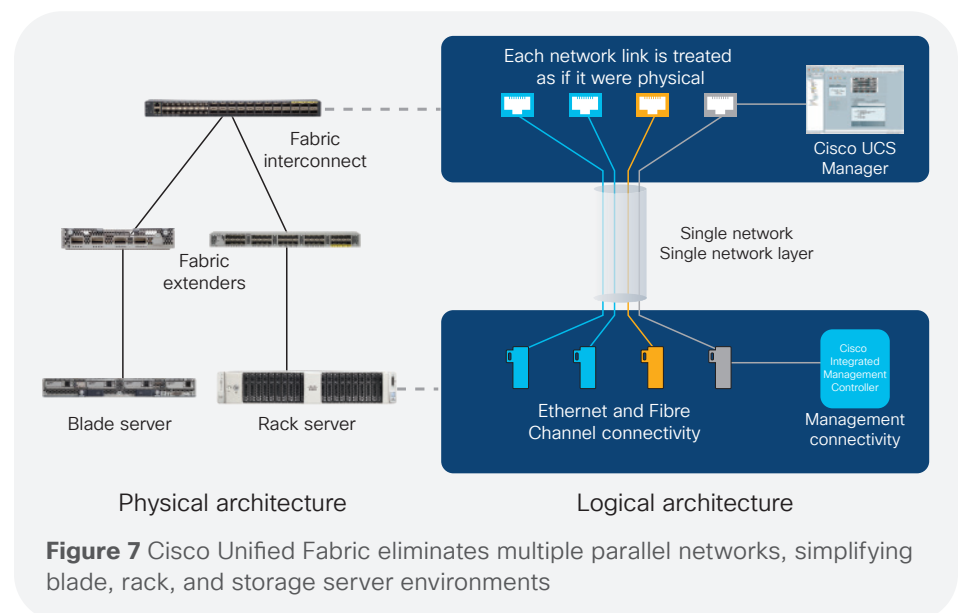 Each network link is treated
as if it were physical
Fabric
interconnect
Cisco UCS
Manager
Single network
Single network layer
Fabric
extenders
Cisco
Integrated
Management
Controller
Blade server
Rack server
Ethernet and Fibre
Channel connectivity
Management
connectivity
Physical architecture
Logical architecture
Figure 7 Cisco Unified Fabric eliminates multiple parallel networks, simplifying
blade, rack, and storage server environments